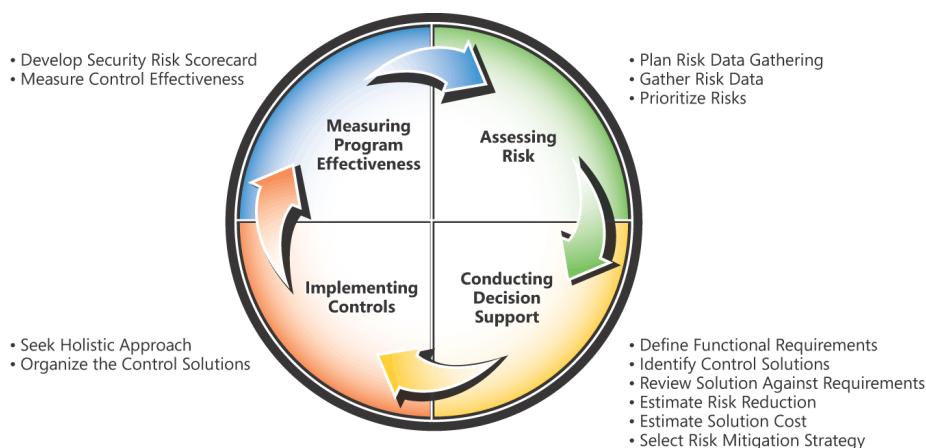 • Develop Security Risk Scorecard
• Measure Control Effectiveness
• Plan Risk Data Gathering
• Gather Risk Data
• Prioritize Risks
Measuring
Program
Effectiveness
Assessing
Risk
Implementing
Controls
Conducting
Decision
Support
• Seek Holistic Approach
• Organize the Control Solutions
• Define Functional Requirements
• Identify Control Solutions
• Review Solution Against Requirements
• Estimate Risk Reduction
• Estimate Solution Cost
• Select Risk Mitigation Strategy